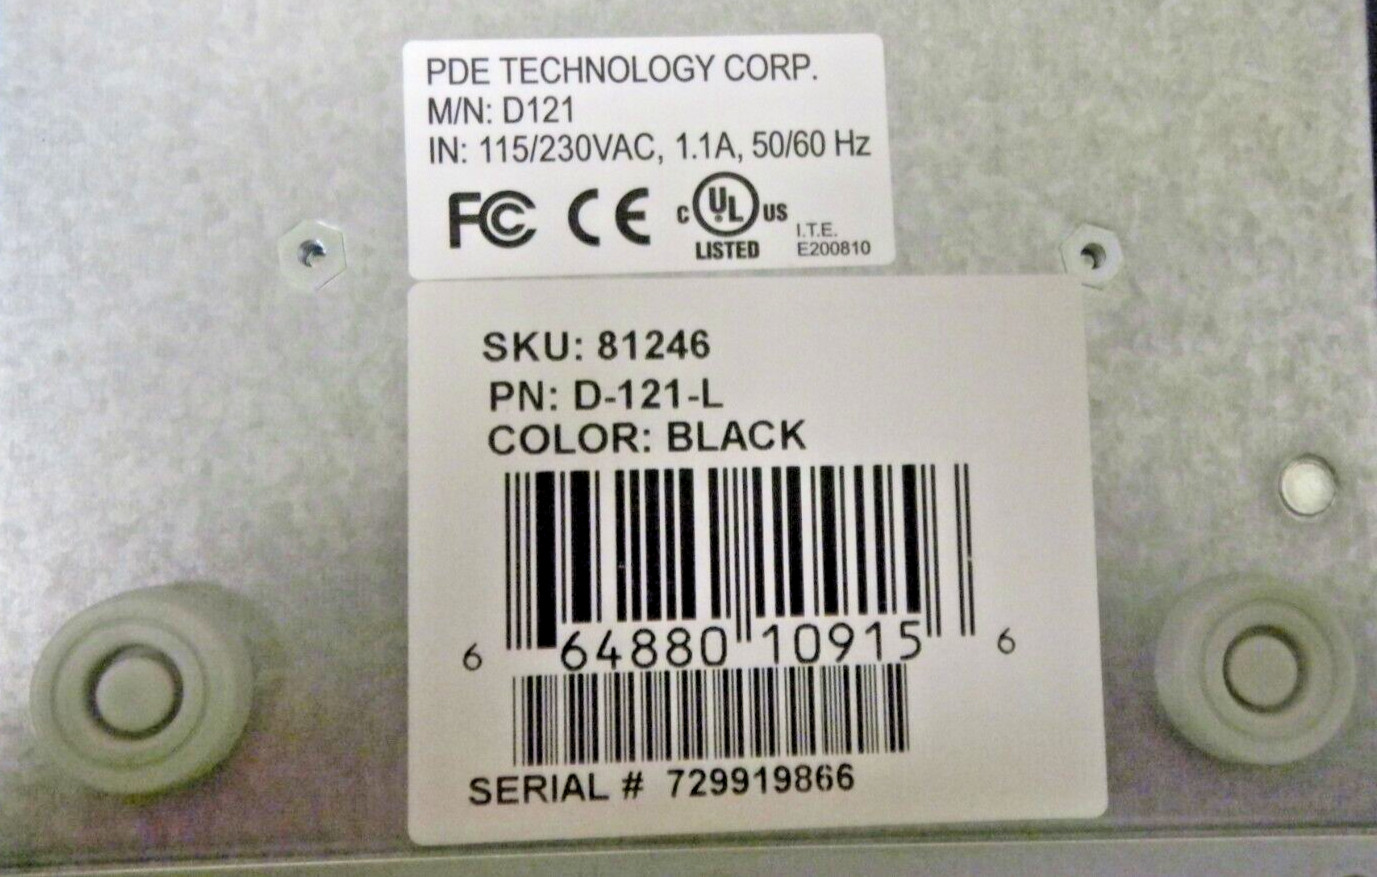 PDE TECHNOLOGY CORP.
M/N: D121
IN: 115/230VAC, 1.1A, 50/60 Hz
FC CE c UL US
LISTED
I.T.E.
E200810
SKU: 81246
PN: D-121-L
COLOR: BLACK
6 64880 10915 6
SERIAL # 729919866